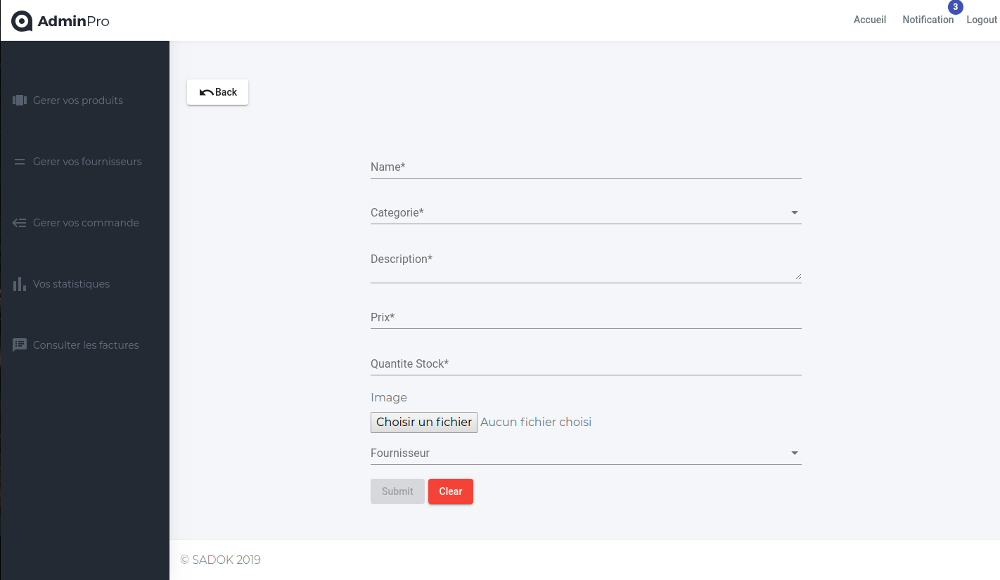 AdminPro
Accueil Notification 3 Logout
Gerer vos produits
Gerer vos fournisseurs
Gerer vos commande
Vos statistiques
Consulter les factures
Back
Name*
Categorie*
Description*
Prix*
Quantite Stock*
Image
Choisir un fichier Aucun fichier choisi
Fournisseur
Submit Clear
© SADOK 2019